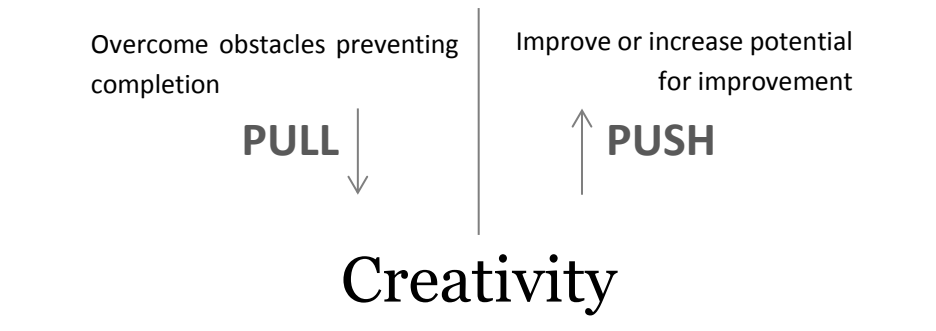 Overcome obstacles preventing
completion
PULL
Improve or increase potential
for improvement
PUSH
Creativity